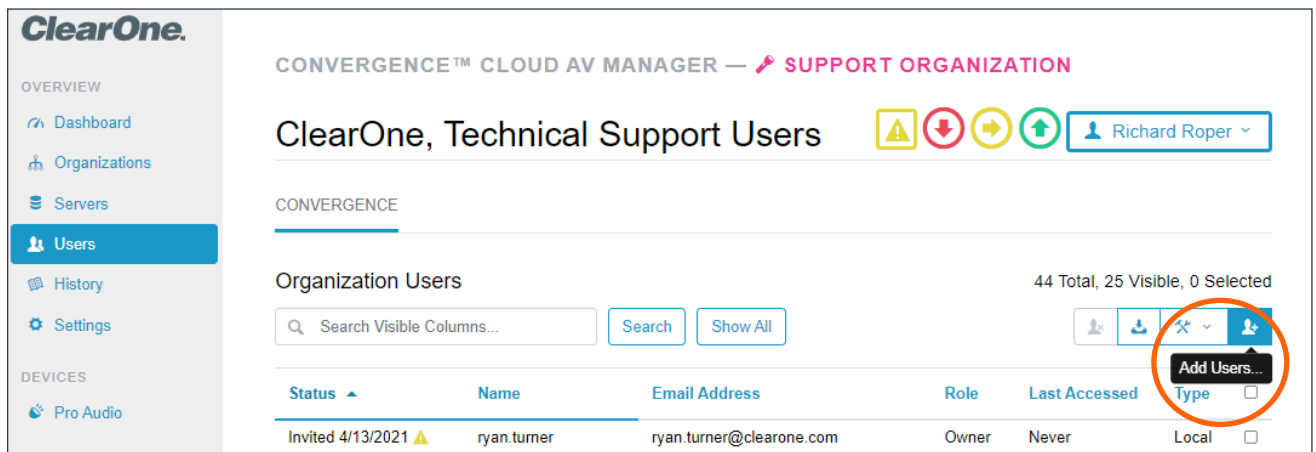 ClearOne.
OVERVIEW
Dashboard
Organizations
Servers
Users
History
Settings
DEVICES
Pro Audio
CONVERGENCE™ CLOUD AV MANAGER — SUPPORT ORGANIZATION
ClearOne, Technical Support Users
Richard Roper
CONVERGENCE
Organization Users
44 Total, 25 Visible, 0 Selected
Search Visible Columns...
Search
Show All
Add Users...
Status Name Email Address Role Last Accessed Type
Invited 4/13/2021 ryan.turner ryan.turner@clearone.com Owner Never Local